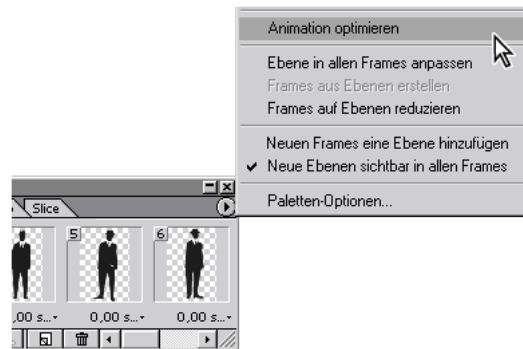 Animation optimieren
Ebene in allen Frames anpassen
Frames aus Ebenen erstellen
Frames auf Ebenen reduzieren
Neuen Frames eine Ebene hinzufügen
✓ Neue Ebenen sichtbar in allen Frames
Paletten-Optionen...
Slice
5 6
,00 s... 0,00 s... 0,00 s...